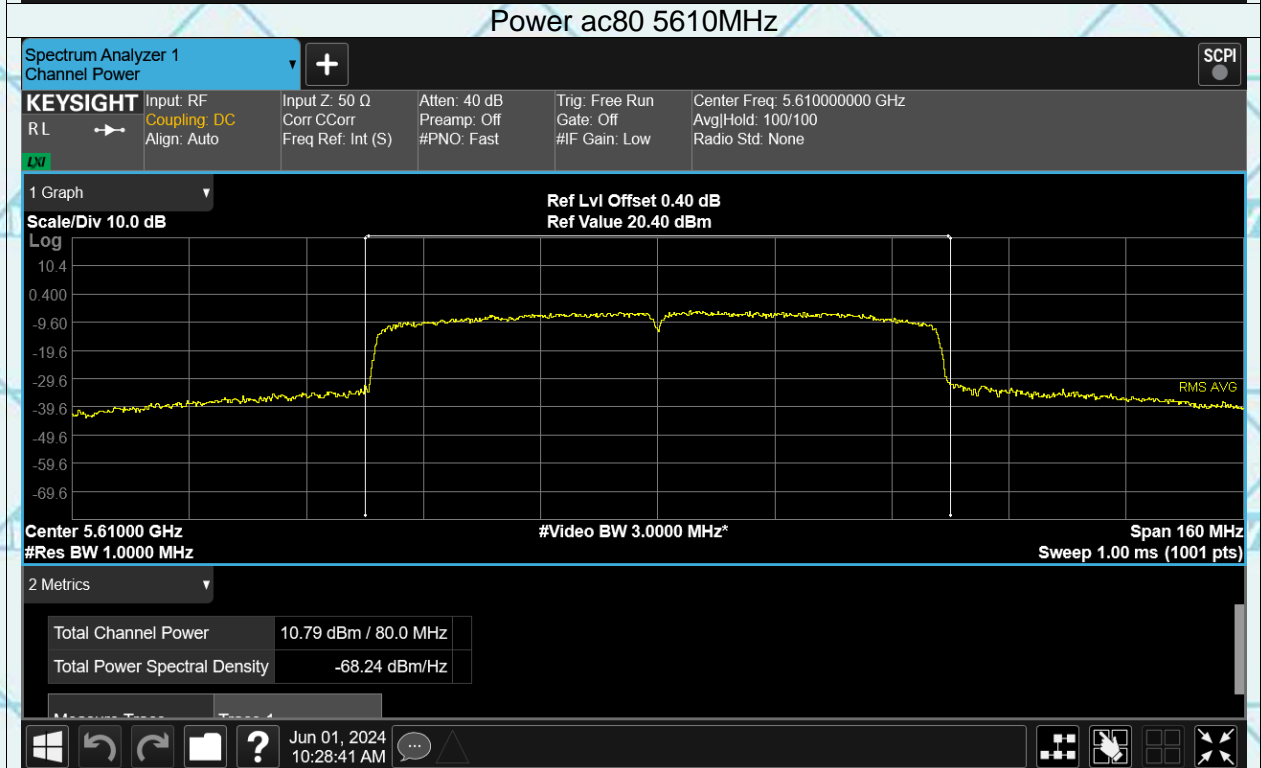 Power ac80 5610MHz
Spectrum Analyzer 1
Channel Power
SCPI
KEYSIGHT
R L
LXI
Input: RF
Coupling: DC
Align: Auto
Input Z: 50 Ω
Corr CCorr
Freq Ref: Int (S)
Atten: 40 dB
Preamp: Off
#PNO: Fast
Trig: Free Run
Gate: Off
#IF Gain: Low
Center Freq: 5.610000000 GHz
Avg|Hold: 100/100
Radio Std: None
1 Graph
Ref Lvl Offset 0.40 dB
Scale/Div 10.0 dB
Ref Value 20.40 dBm
Log
10.4
0.400
-9.60
-19.6
-29.6
RMS AVG
-39.6
-49.6
-59.6
-69.6
Center 5.61000 GHz
#Video BW 3.0000 MHz*
Span 160 MHz
#Res BW 1.0000 MHz
Sweep 1.00 ms (1001 pts)
2 Metrics
Total Channel Power 10.79 dBm / 80.0 MHz
Total Power Spectral Density -68.24 dBm/Hz
Measure Trace Trace 1
?
Jun 01, 2024
10:28:41 AM